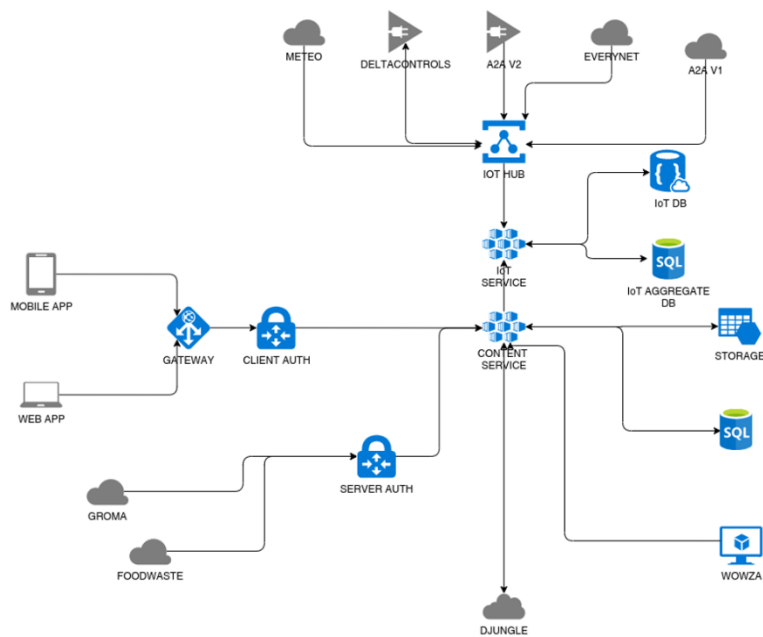 METEO
DELTACONTROLS
A2A V2
EVERYNET
A2A V1
IOT HUB
{ }
IoT DB
IoT
SERVICE
SQL
IoT AGGREGATE
DB
MOBILE APP
GATEWAY
CLIENT AUTH
CONTENT
SERVICE
STORAGE
WEB APP
SQL
SERVER AUTH
GROMA
FOODWASTE
WOWZA
DJUNGLE